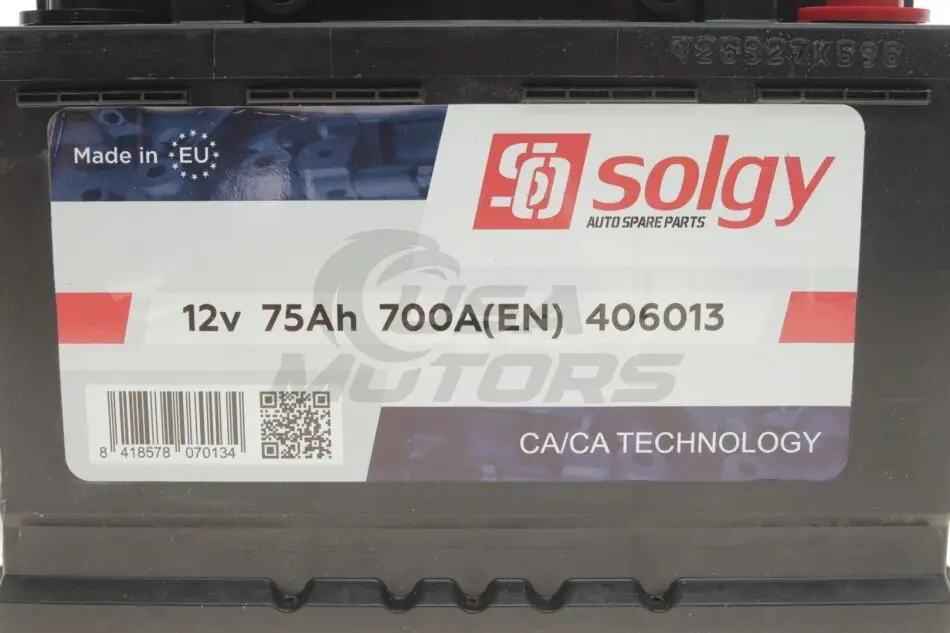 Made in EU
solgy
AUTO SPARE PARTS
12v 75Ah 700A(EN) 406013
USA
MOTORS
8 418578 070134
CA/CA TECHNOLOGY